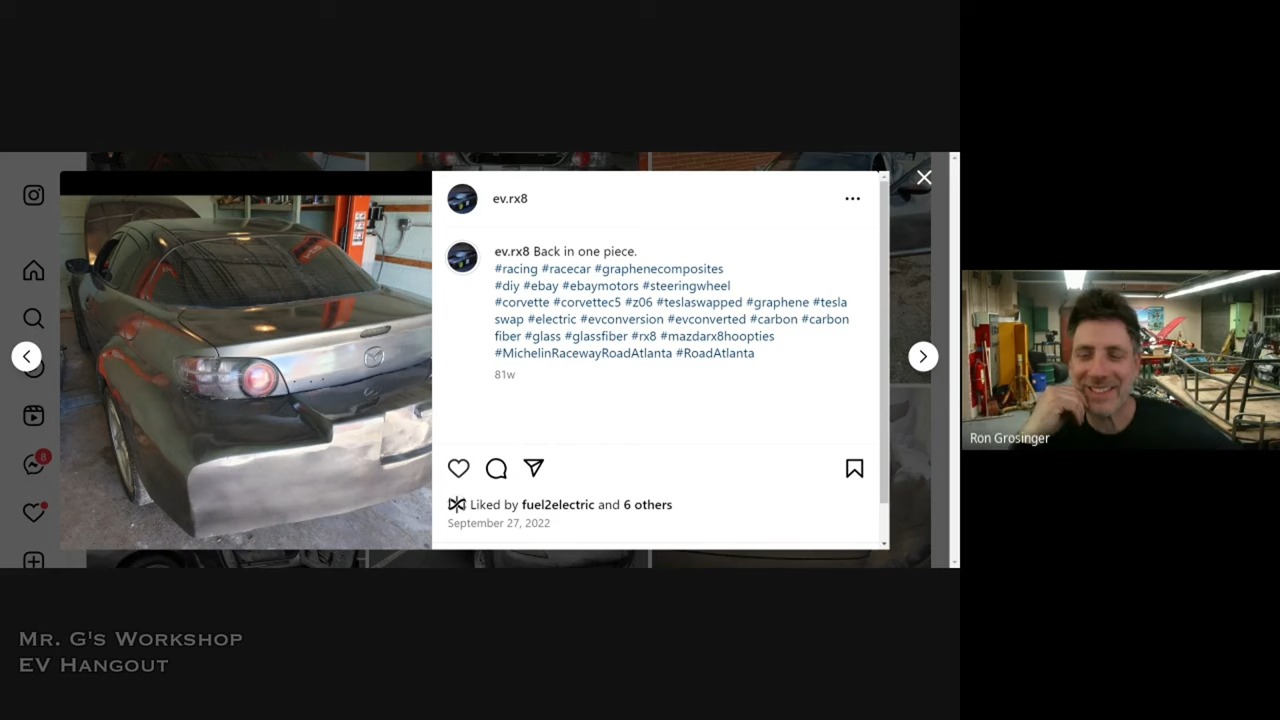 ev.rx8
ev.rx8 Back in one piece.
#racing #racecar #graphenecomposites
#diy #ebay #ebaymotors #steeringwheel
#corvette #corvettec5 #z06 #teslaswapped #graphene #tesla
swap #electric #evconversion #evconverted #carbon #carbon
fiber #glass #glassfiber #rx8 #mazdarx8hoopties
#MichelinRacewayRoadAtlanta #RoadAtlanta
81w
8
Liked by fuel2electric and 6 others
September 27, 2022
Ron Grosinger
Mr. G's Workshop
EV Hangout